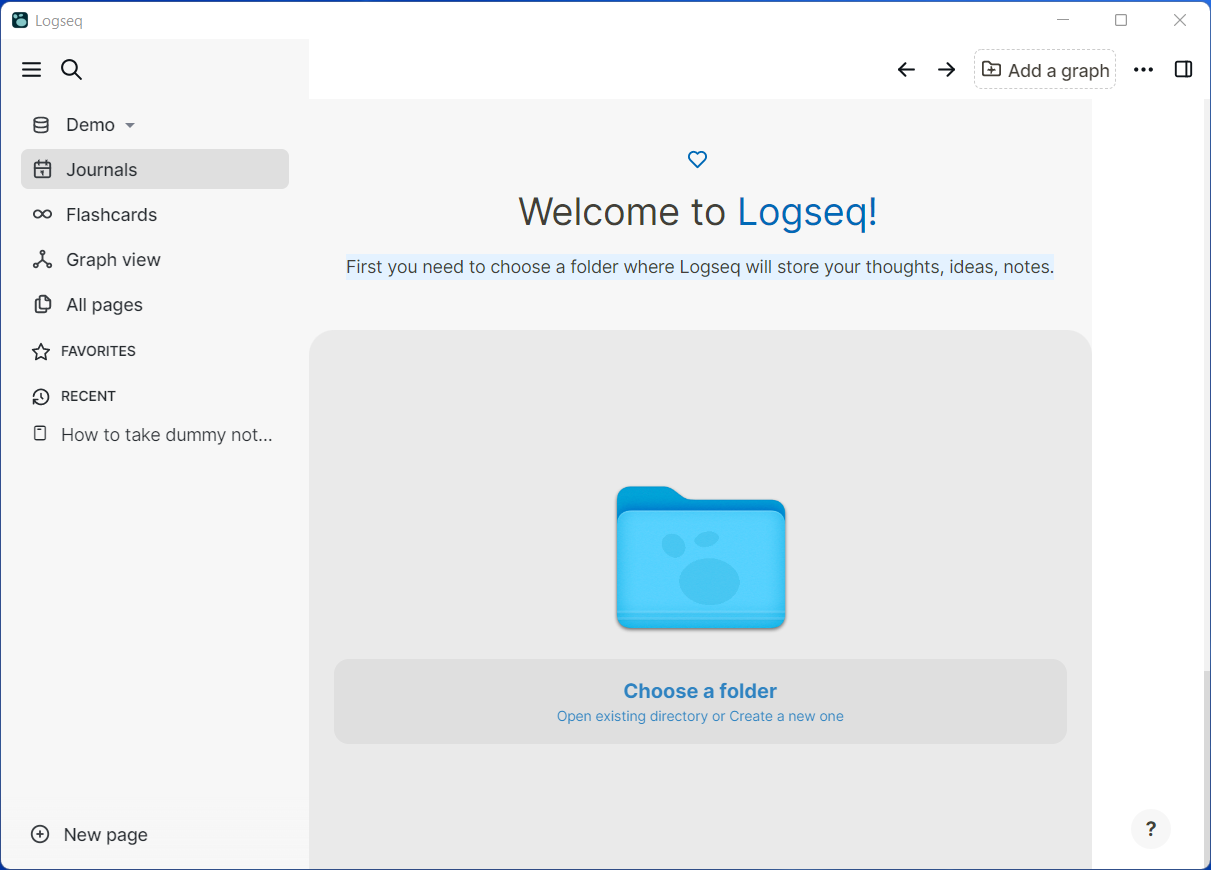 Logseq
Add a graph
Demo
Journals
Flashcards
Graph view
All pages
FAVORITES
RECENT
How to take dummy not...
New page
Welcome to Logseq!
First you need to choose a folder where Logseq will store your thoughts, ideas, notes.
Choose a folder
Open existing directory or Create a new one
?